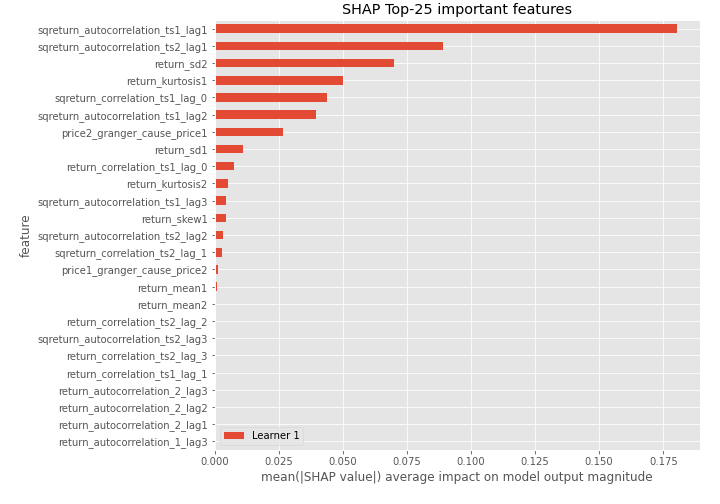 SHAP Top-25 important features
sqreturn_autocorrelation_ts1_lag1
sqreturn_autocorrelation_ts2_lag1
return_sd2
return_kurtosis1
sqreturn_correlation_ts1_lag_0
sqreturn_autocorrelation_ts1_lag2
price2_granger_cause_price1
return_sd1
return_correlation_ts1_lag_0
return_kurtosis2
sqreturn_autocorrelation_ts1_lag3
return_skew1
sqreturn_autocorrelation_ts2_lag2
sqreturn_correlation_ts2_lag_1
price1_granger_cause_price2
return_mean1
return_mean2
return_correlation_ts2_lag_2
sqreturn_autocorrelation_ts2_lag3
return_correlation_ts2_lag_3
return_correlation_ts1_lag_1
return_autocorrelation_2_lag3
return_autocorrelation_2_lag2
return_autocorrelation_2_lag1
return_autocorrelation_1_lag3
feature
Learner 1
0.000 0.025 0.050 0.075 0.100 0.125 0.150 0.175
mean(|SHAP value|) average impact on model output magnitude